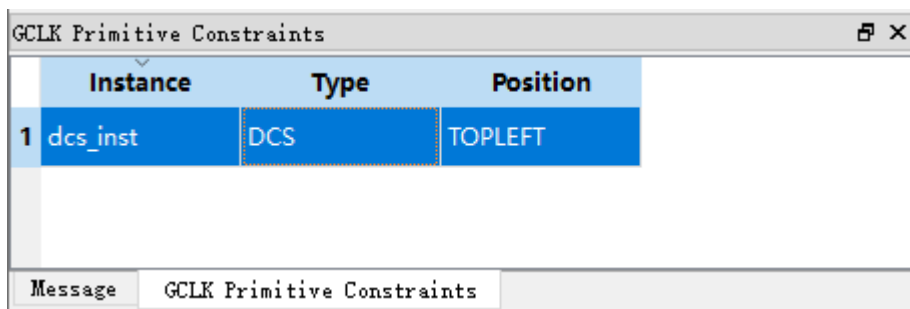 GCLK Primitive Constraints
Instance Type Position
1 dcs_inst DCS TOPLEFT
Message GCLK Primitive Constraints